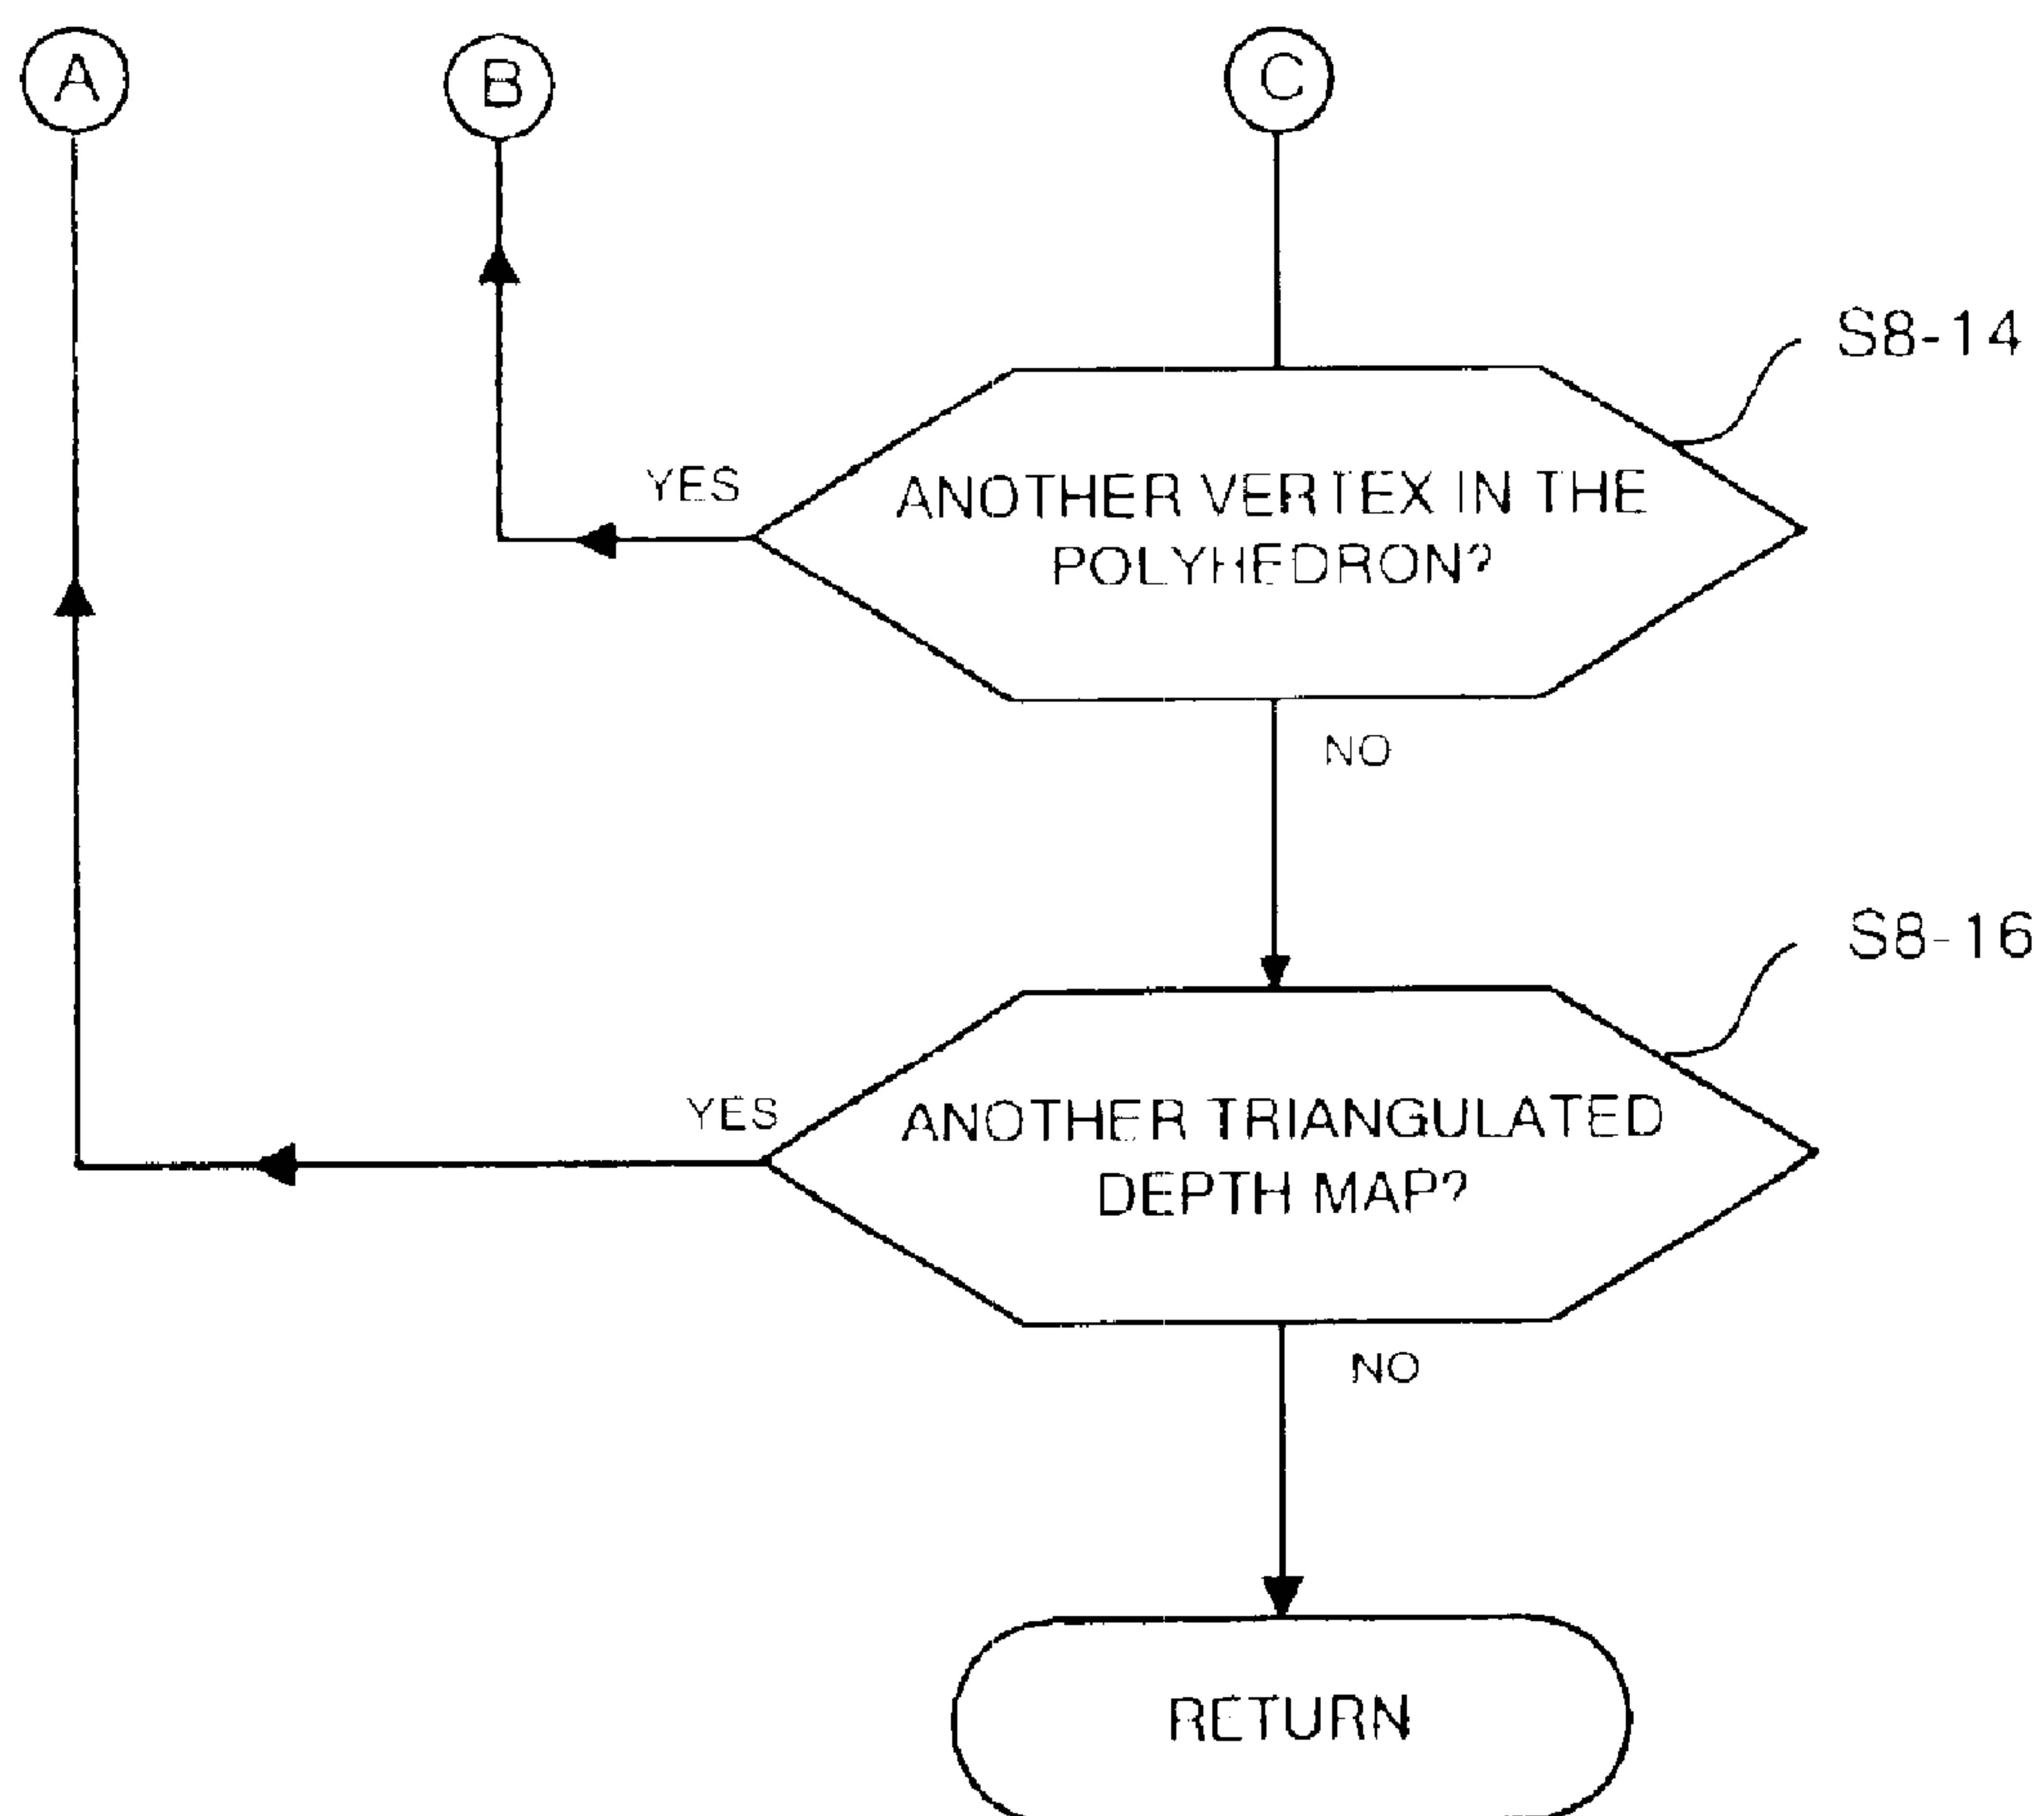 A
B
C
S8-14
YES
ANOTHER VERTEX IN THE
POLYHEDRON?
NO
S8-16
YES
ANOTHER TRIANGULATED
DEPTH MAP?
NO
RETURN